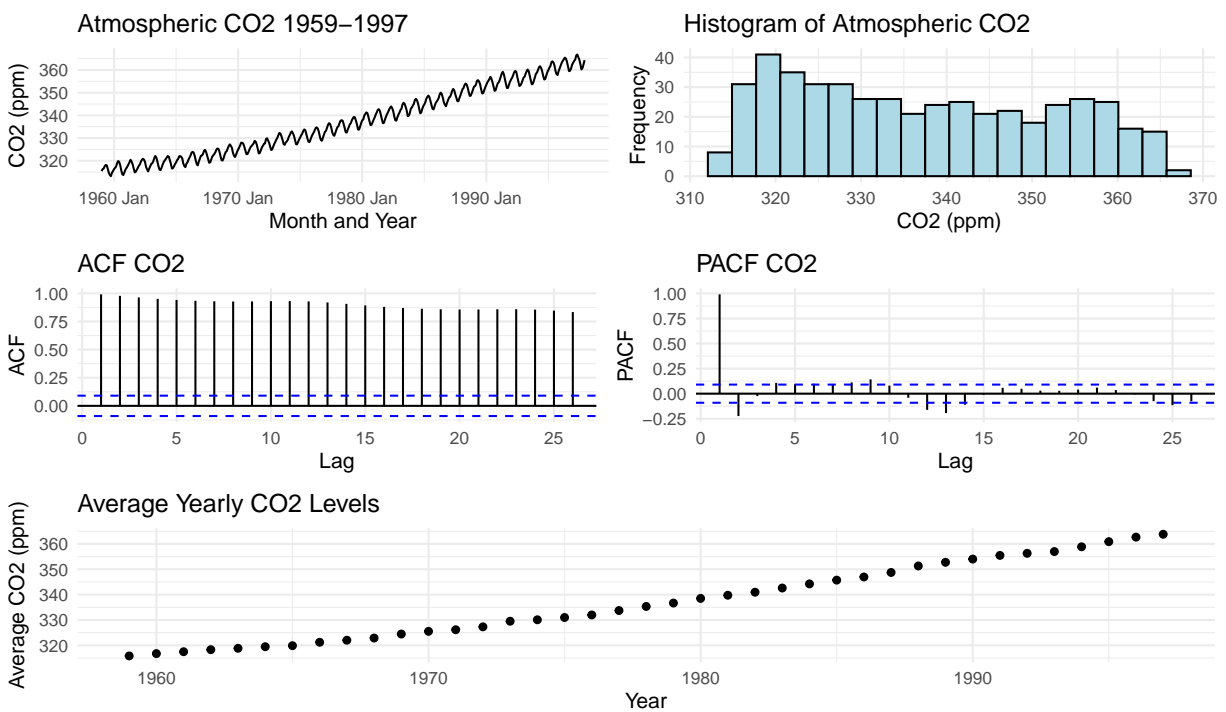 Atmospheric CO2 1959–1997
CO2 (ppm)
360
350
340
330
320
1960 Jan 1970 Jan 1980 Jan 1990 Jan
Month and Year
Histogram of Atmospheric CO2
Frequency
40
30
20
10
0
310 320 330 340 350 360 370
CO2 (ppm)
ACF CO2
ACF
1.00
0.75
0.50
0.25
0.00
0 5 10 15 20 25
Lag
PACF CO2
PACF
1.00
0.75
0.50
0.25
0.00
−0.25
0 5 10 15 20 25
Lag
Average Yearly CO2 Levels
Average CO2 (ppm)
360
350
340
330
320
1960 1970 1980 1990
Year